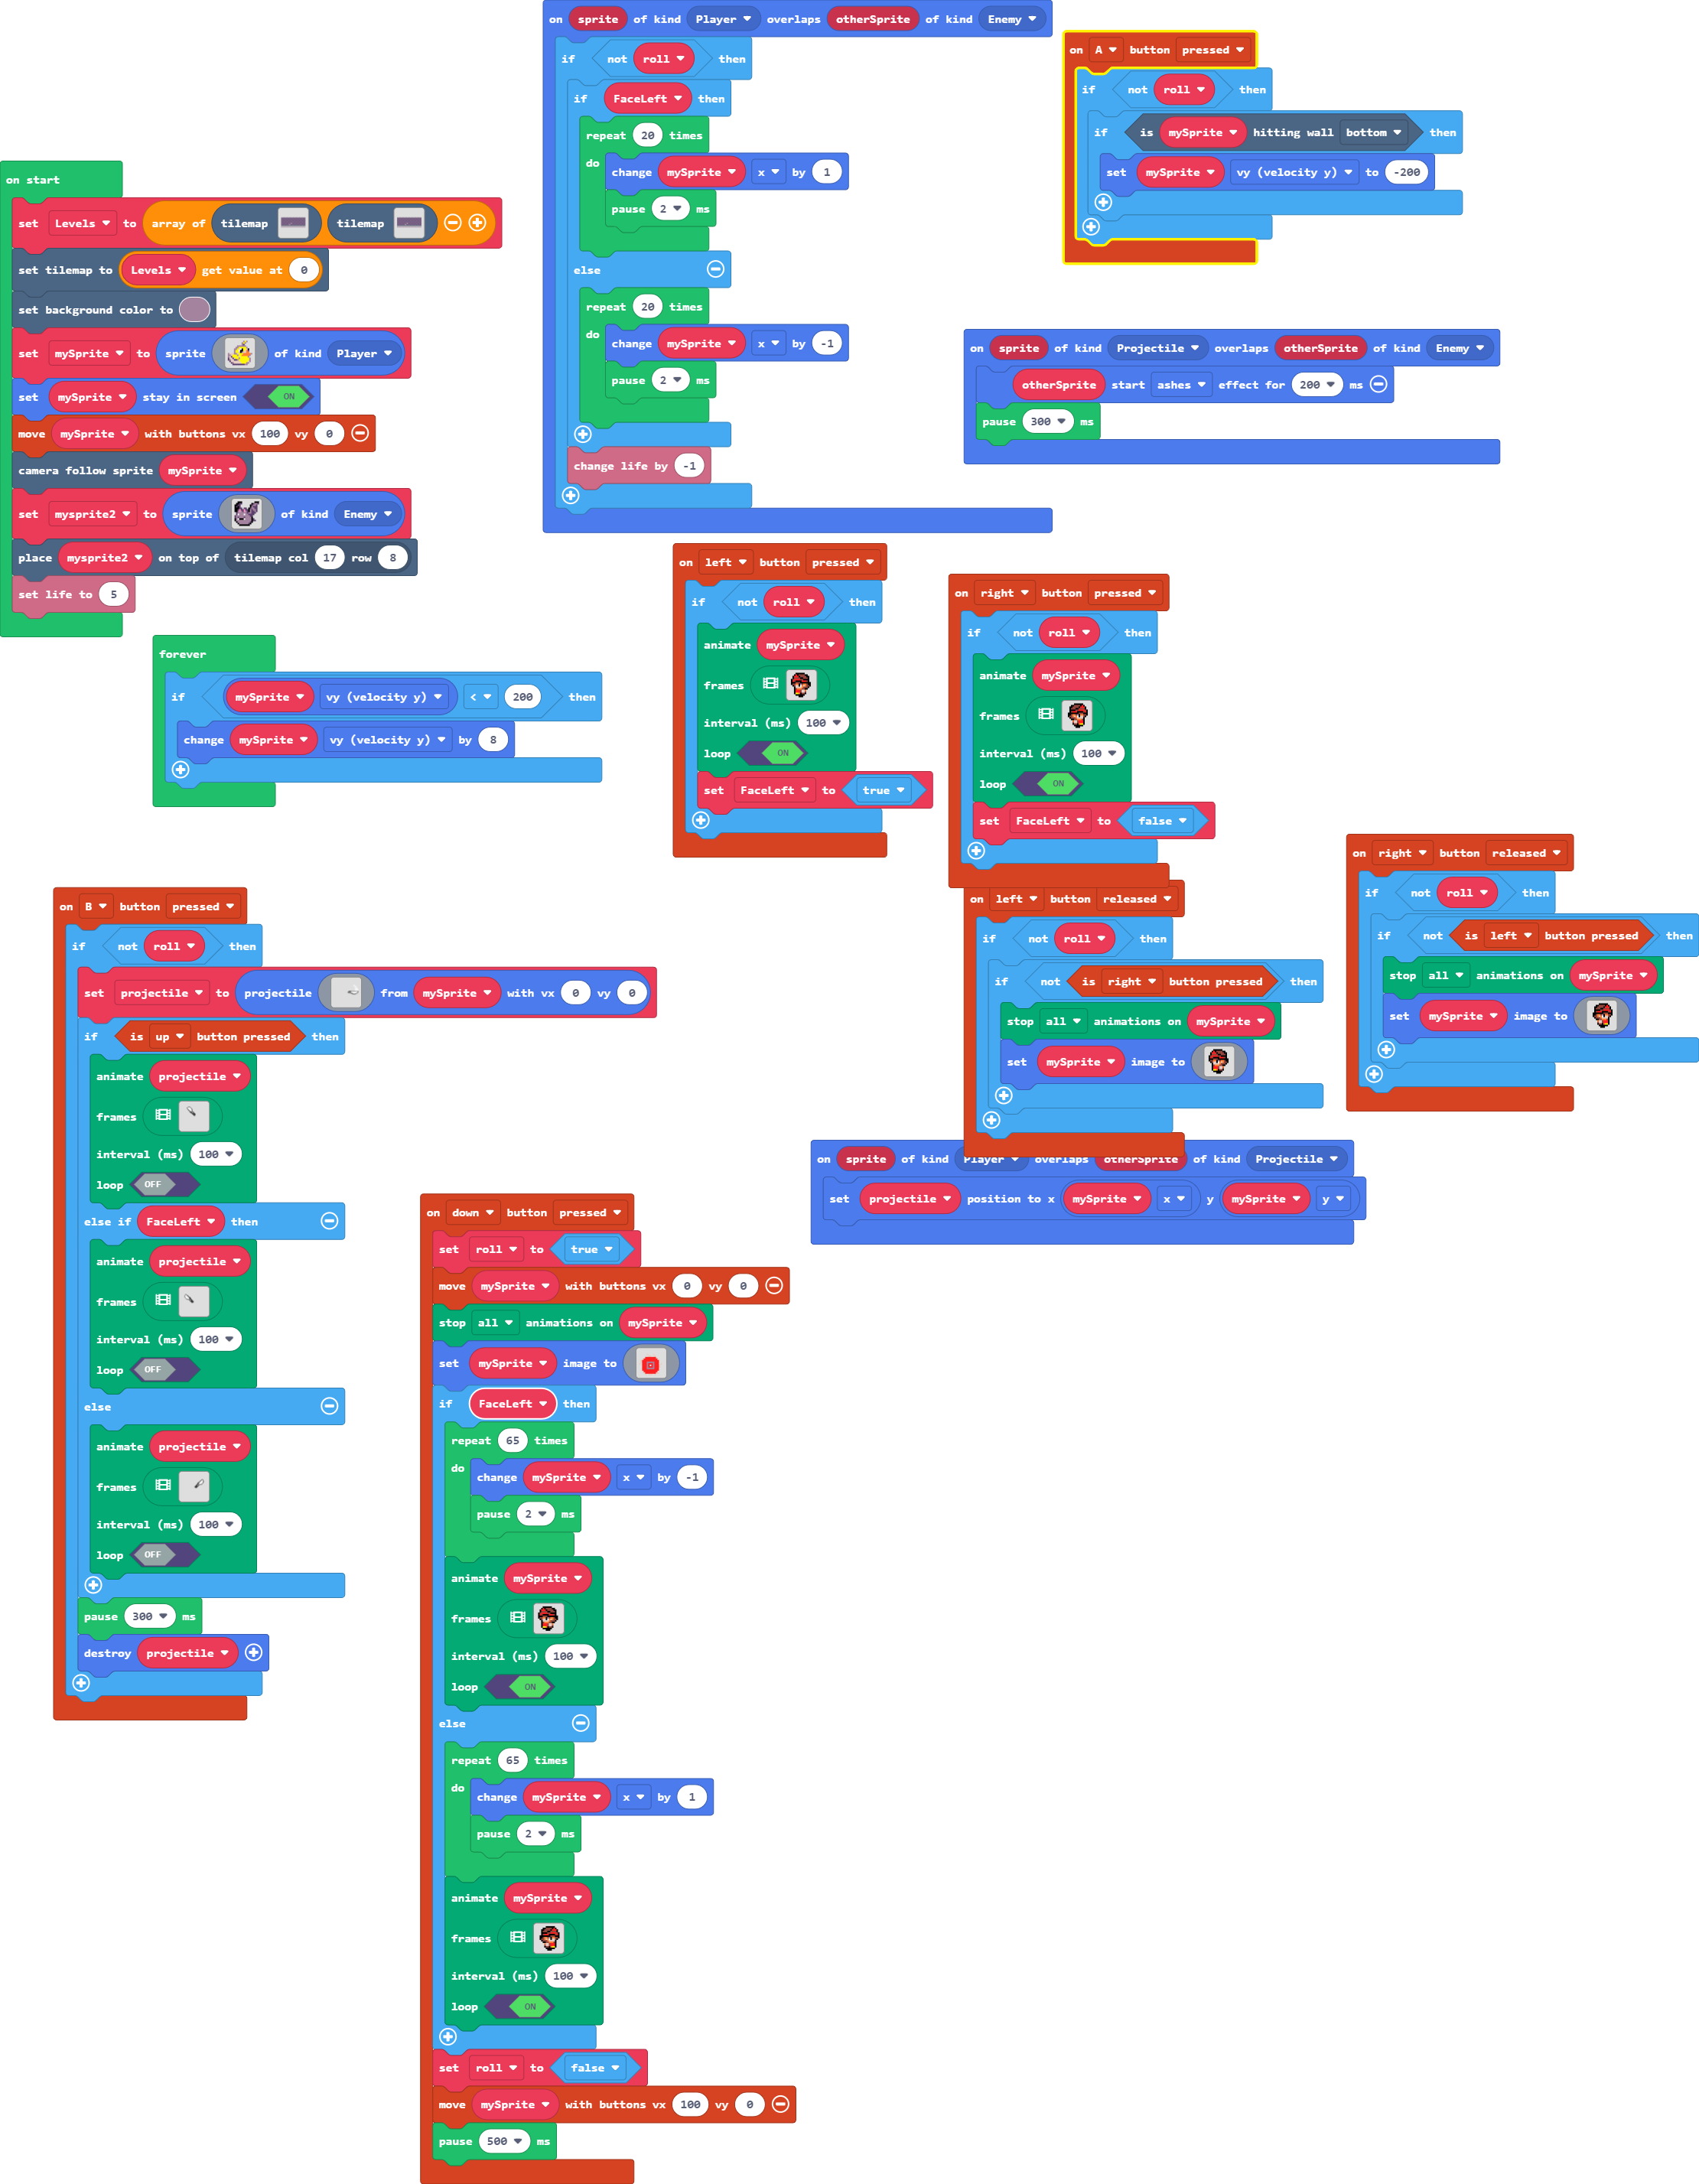 on start
set Levels to array of tilemap tilemap
set tilemap to Levels get value at 0
set background color to
set mySprite to sprite of kind Player
set mySprite stay in screen ON
move mySprite with buttons vx 100 vy 0
camera follow sprite mySprite
set mysprite2 to sprite of kind Enemy
place mysprite2 on top of tilemap col 17 row 8
set life to 5
forever
if mySprite vy (velocity y) < 200 then
change mySprite vy (velocity y) by 8
on sprite of kind Player overlaps otherSprite of kind Enemy
if not roll then
if FaceLeft then
repeat 20 times
do change mySprite x by 1
pause 2 ms
else
repeat 20 times
do change mySprite x by -1
pause 2 ms
change life by -1
on A button pressed
if not roll then
if is mySprite hitting wall bottom then
set mySprite vy (velocity y) to -200
on sprite of kind Projectile overlaps otherSprite of kind Enemy
otherSprite start ashes effect for 200 ms
pause 300 ms
on left button pressed
if not roll then
animate mySprite
frames
interval (ms) 100
loop ON
set FaceLeft to true
on right button pressed
if not roll then
animate mySprite
frames
interval (ms) 100
loop ON
set FaceLeft to false
on left button released
if not roll then
if not is right button pressed then
stop all animations on mySprite
set mySprite image to
on right button released
if not roll then
if not is left button pressed then
stop all animations on mySprite
set mySprite image to
on sprite of kind Player overlaps otherSprite of kind Projectile
set projectile position to x mySprite x y mySprite y
on B button pressed
if not roll then
set projectile to projectile from mySprite with vx 0 vy 0
if is up button pressed then
animate projectile
frames
interval (ms) 100
loop OFF
else if FaceLeft then
animate projectile
frames
interval (ms) 100
loop OFF
else
animate projectile
frames
interval (ms) 100
loop OFF
pause 300 ms
destroy projectile
on down button pressed
set roll to true
move mySprite with buttons vx 0 vy 0
stop all animations on mySprite
set mySprite image to
if FaceLeft then
repeat 65 times
do change mySprite x by -1
pause 2 ms
animate mySprite
frames
interval (ms) 100
loop ON
else
repeat 65 times
do change mySprite x by 1
pause 2 ms
animate mySprite
frames
interval (ms) 100
loop ON
set roll to false
move mySprite with buttons vx 100 vy 0
pause 500 ms